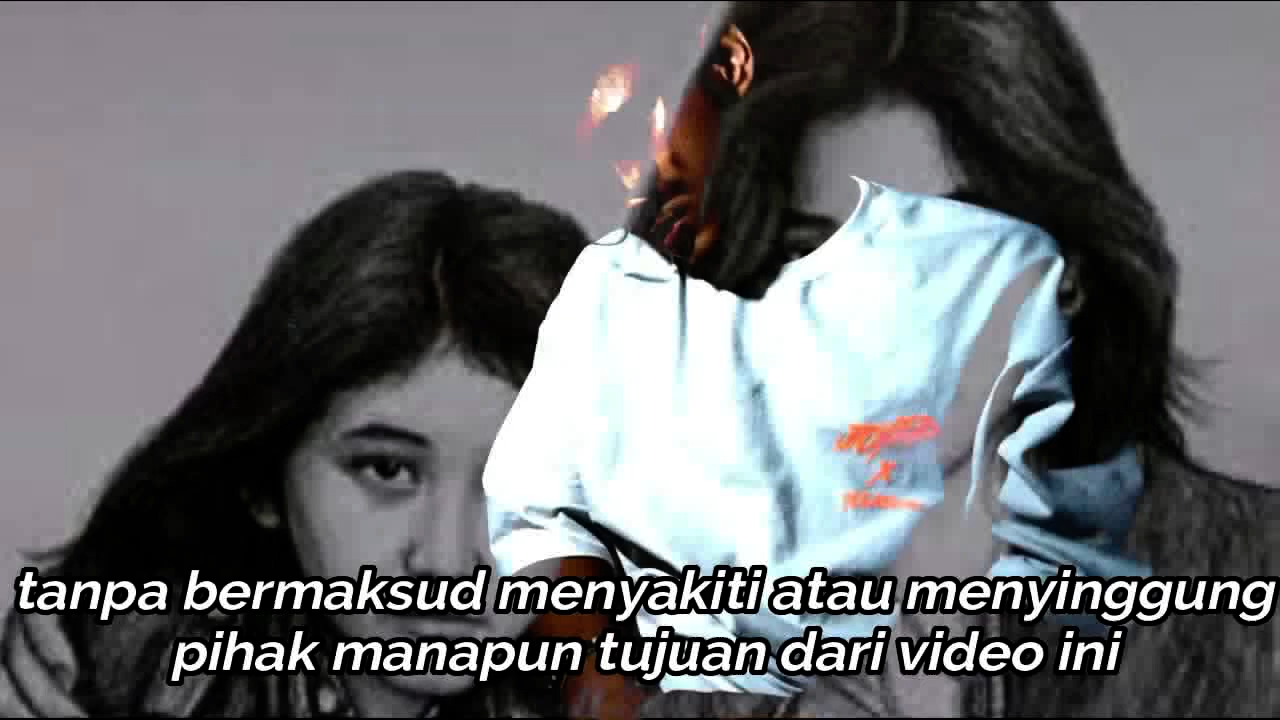 tanpa bermaksud menyakiti atau menyinggung
pihak manapun tujuan dari video ini